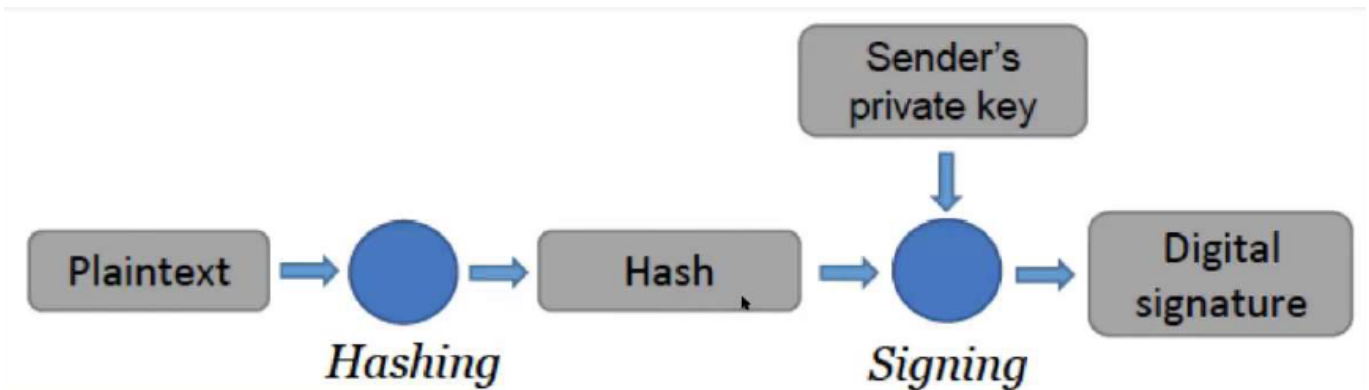 Sender's
private key
Plaintext
Hash
Digital
signature
Hashing
Signing